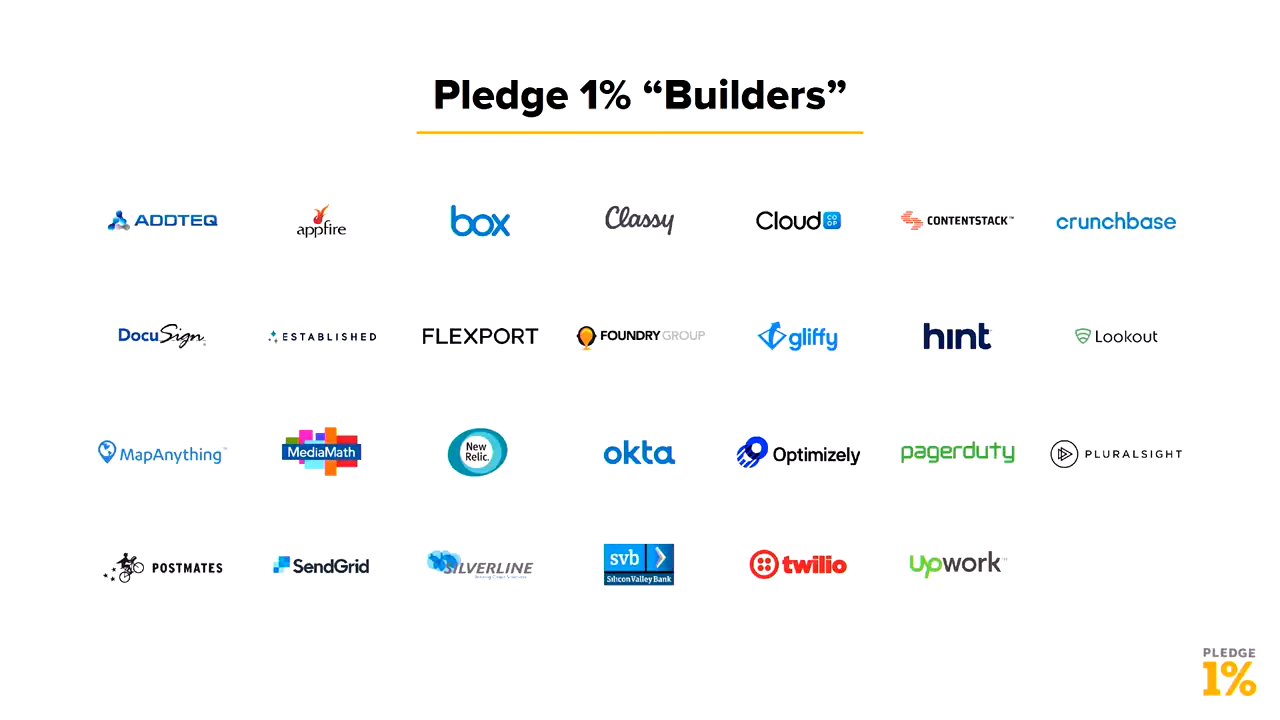 Pledge 1% “Builders”
ADDTEQ
appfire
box
Classy
Cloud CO OP
CONTENTSTACK™
crunchbase
DocuSign
ESTABLISHED
FLEXPORT
FOUNDRY GROUP
gliffy
hint
Lookout
MapAnything™
MediaMath
New
Relic.
okta
Optimizely
pagerduty
PLURALSIGHT
POSTMATES
SendGrid
SILVERLINE
svb
Silicon Valley Bank
twilio
upwork™
PLEDGE
1%